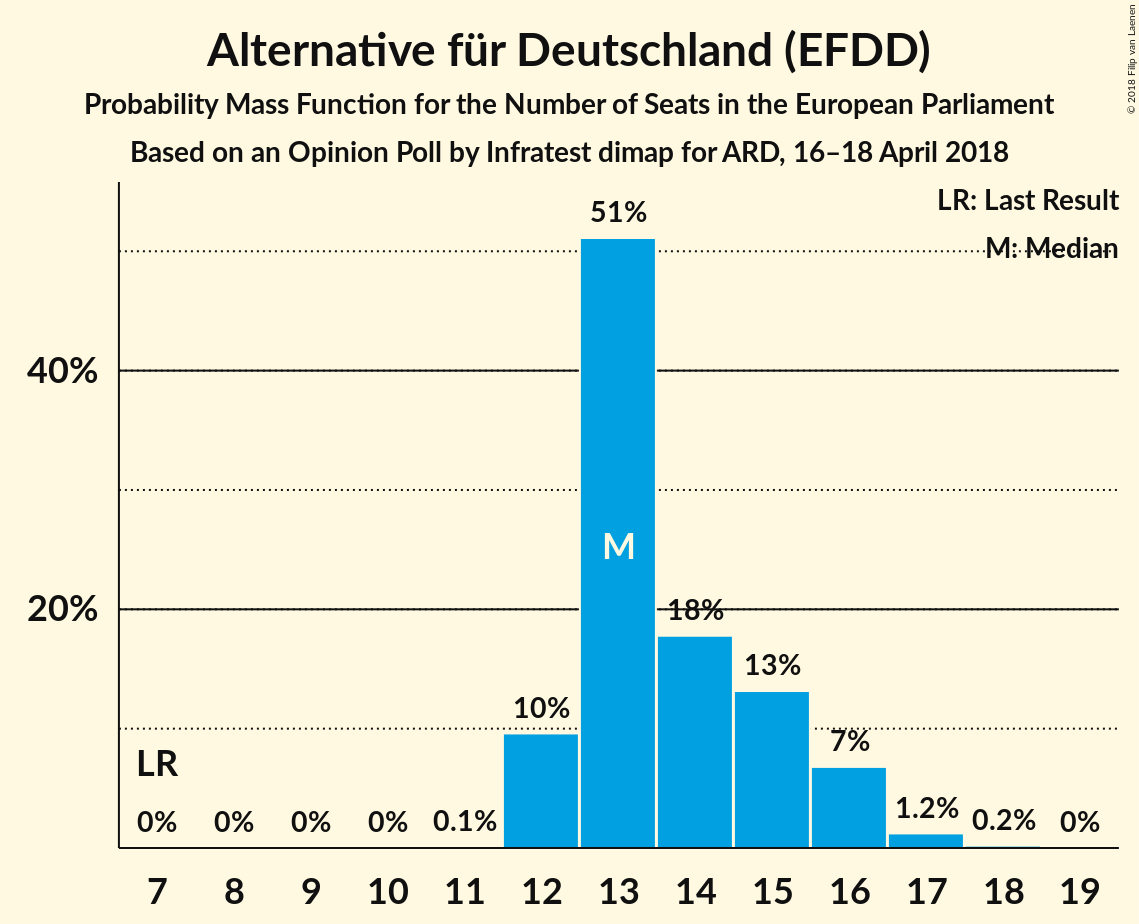 Alternative für Deutschland (EFDD)
Probability Mass Function for the Number of Seats in the European Parliament
Based on an Opinion Poll by Infratest dimap for ARD, 16–18 April 2018
© 2018 Filip van Laenen
LR: Last Result
M: Median
51%
40%
M
20%
18%
13%
10%
7%
LR
0% 0% 0% 0% 0.1% 1.2% 0.2% 0%
7 8 9 10 11 12 13 14 15 16 17 18 19